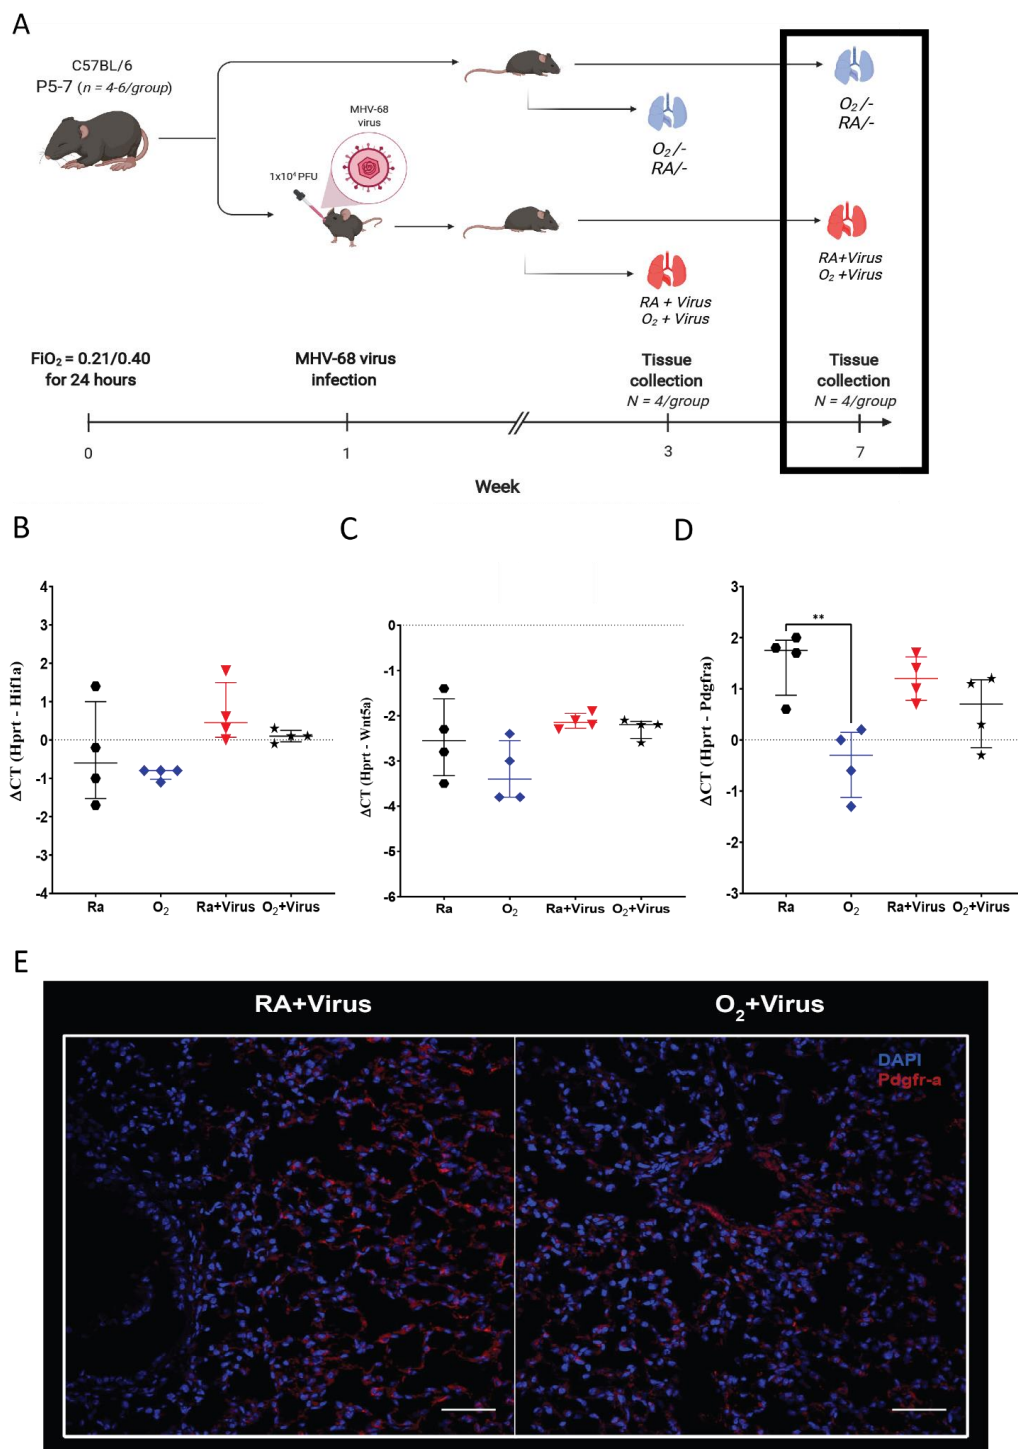 A
C57BL/6
P5-7 (n = 4-6/group)
MHV-68
virus
1x10⁴ PFU
O₂ /-
RA/-
O₂ /-
RA/-
RA+Virus
O₂ +Virus
RA + Virus
O₂ + Virus
FiO₂ = 0.21/0.40
for 24 hours
MHV-68 virus
infection
Tissue
collection
N = 4/group
Tissue
collection
N = 4/group
0
1
3
7
Week
B
ΔCT (Hprt - Hif1a)
4
3
2
1
0
-1
-2
-3
-4
Ra
O₂
Ra+Virus
O₂+Virus
C
ΔCT (Hprt - Wnt5a)
0
-1
-2
-3
-4
-5
-6
Ra
O₂
Ra+Virus
O₂+Virus
D
ΔCT (Hprt - Pdgfra)
3
2
1
0
-1
-2
-3
**
Ra
O₂
Ra+Virus
O₂+Virus
E
RA+Virus
O₂+Virus
DAPI
Pdgfr-a